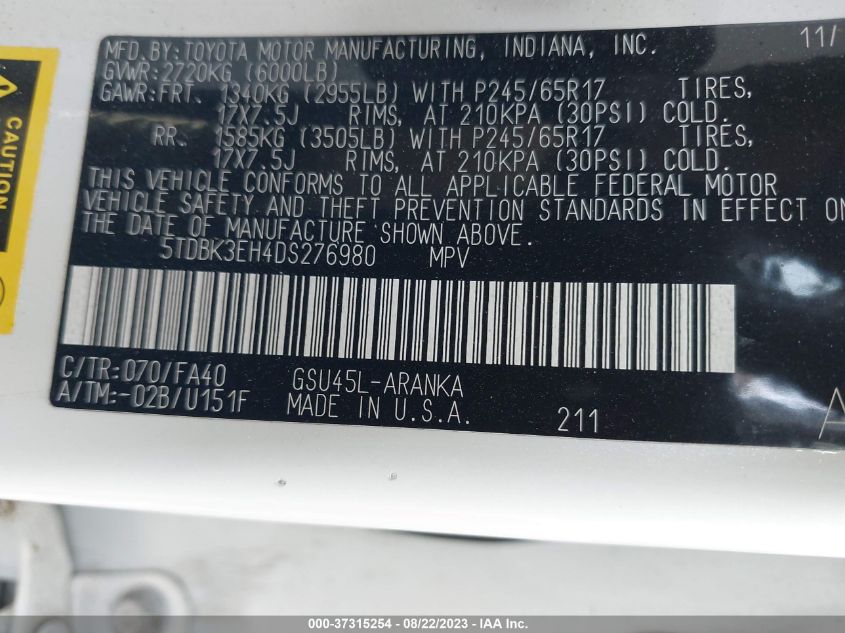 MFD.BY:TOYOTA MOTOR MANUFACTURING, INDIANA, INC. 11/
GVWR:2720KG (6000LB)
GAWR:FRT. 1340KG (2955LB) WITH P245/65R17 TIRES,
17X7.5J RIMS, AT 210KPA (30PSI) COLD.
RR. 1585KG (3505LB) WITH P245/65R17 TIRES,
17X7.5J RIMS, AT 210KPA (30PSI) COLD.
THIS VEHICLE CONFORMS TO ALL APPLICABLE FEDERAL MOTOR
VEHICLE SAFETY AND THEFT PREVENTION STANDARDS IN EFFECT ON
THE DATE OF MANUFACTURE SHOWN ABOVE.
5TDBK3EH4DS276980 MPV
C/TR:070/FA40 GSU45L-ARANKA
A/TM:-02B/U151F MADE IN U.S.A. 211 A
CAUTION
000-37315254 - 08/22/2023 - IAA Inc.